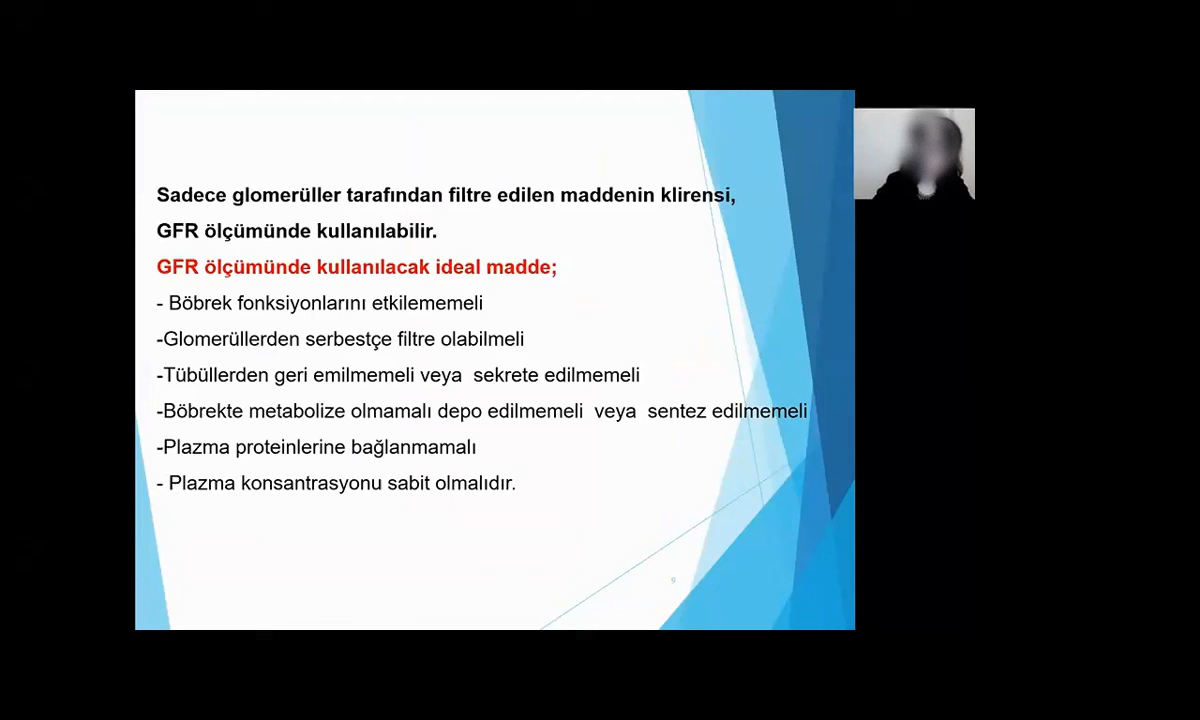 Sadece glomerüller tarafından filtre edilen maddenin klirensi,
GFR ölçümünde kullanılabilir.
GFR ölçümünde kullanılacak ideal madde;
- Böbrek fonksiyonlarını etkilememeli
-Glomerüllerden serbestçe filtre olabilmeli
-Tübüllerden geri emilmemeli veya  sekrete edilmemeli
-Böbrekte metabolize olmamalı depo edilmemeli  veya  sentez edilmemeli
-Plazma proteinlerine bağlanmamalı
- Plazma konsantrasyonu sabit olmalıdır.
9